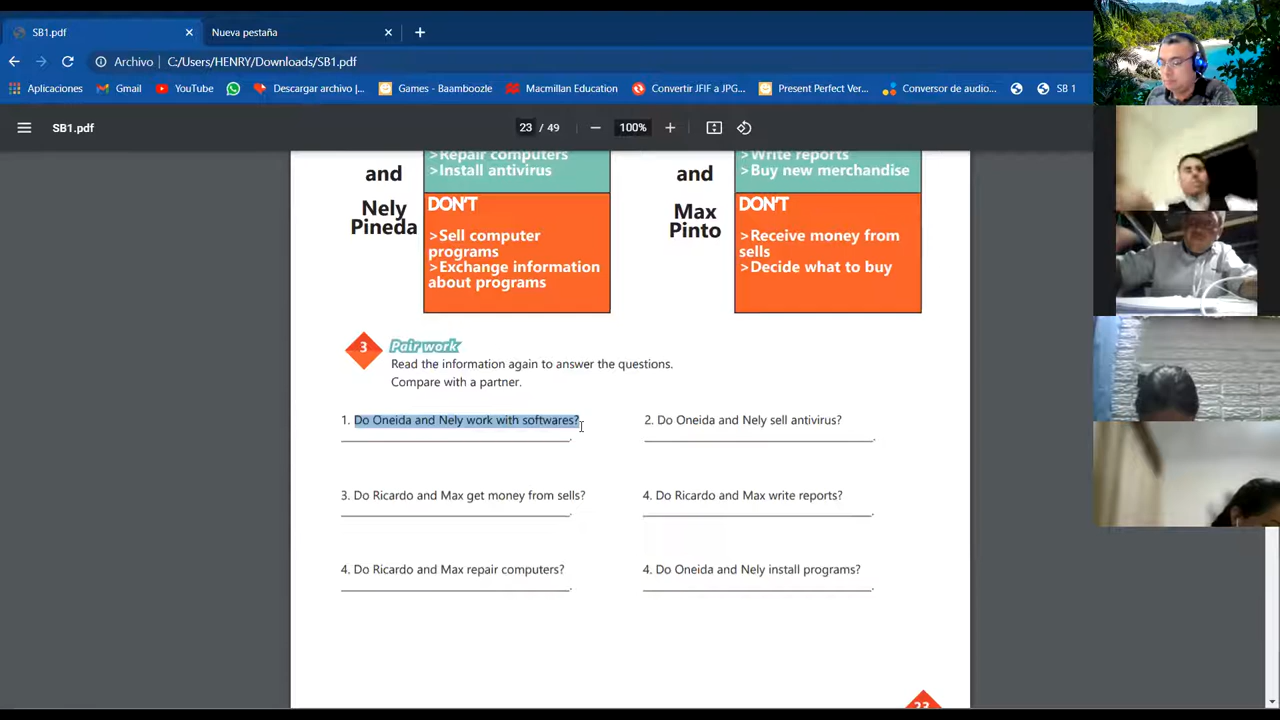 SB1.pdf
Nueva pestaña
Archivo
C:/Users/HENRY/Downloads/SB1.pdf
Aplicaciones
Gmail
YouTube
Descargar archivo |...
Games - Baamboozle
Macmillan Education
Convertir JFIF a JPG...
Present Perfect Ver...
Conversor de audio...
SB 1
SB1.pdf
23 / 49
100%
>Repair computers
>Install antivirus
>Write reports
>Buy new merchandise
and
Nely
Pineda
DON'T
>Sell computer
programs
>Exchange information
about programs
and
Max
Pinto
DON'T
>Receive money from
sells
>Decide what to buy
3
Pair work
Read the information again to answer the questions.
Compare with a partner.
1. Do Oneida and Nely work with softwares?
2. Do Oneida and Nely sell antivirus?
3. Do Ricardo and Max get money from sells?
4. Do Ricardo and Max write reports?
4. Do Ricardo and Max repair computers?
4. Do Oneida and Nely install programs?
23